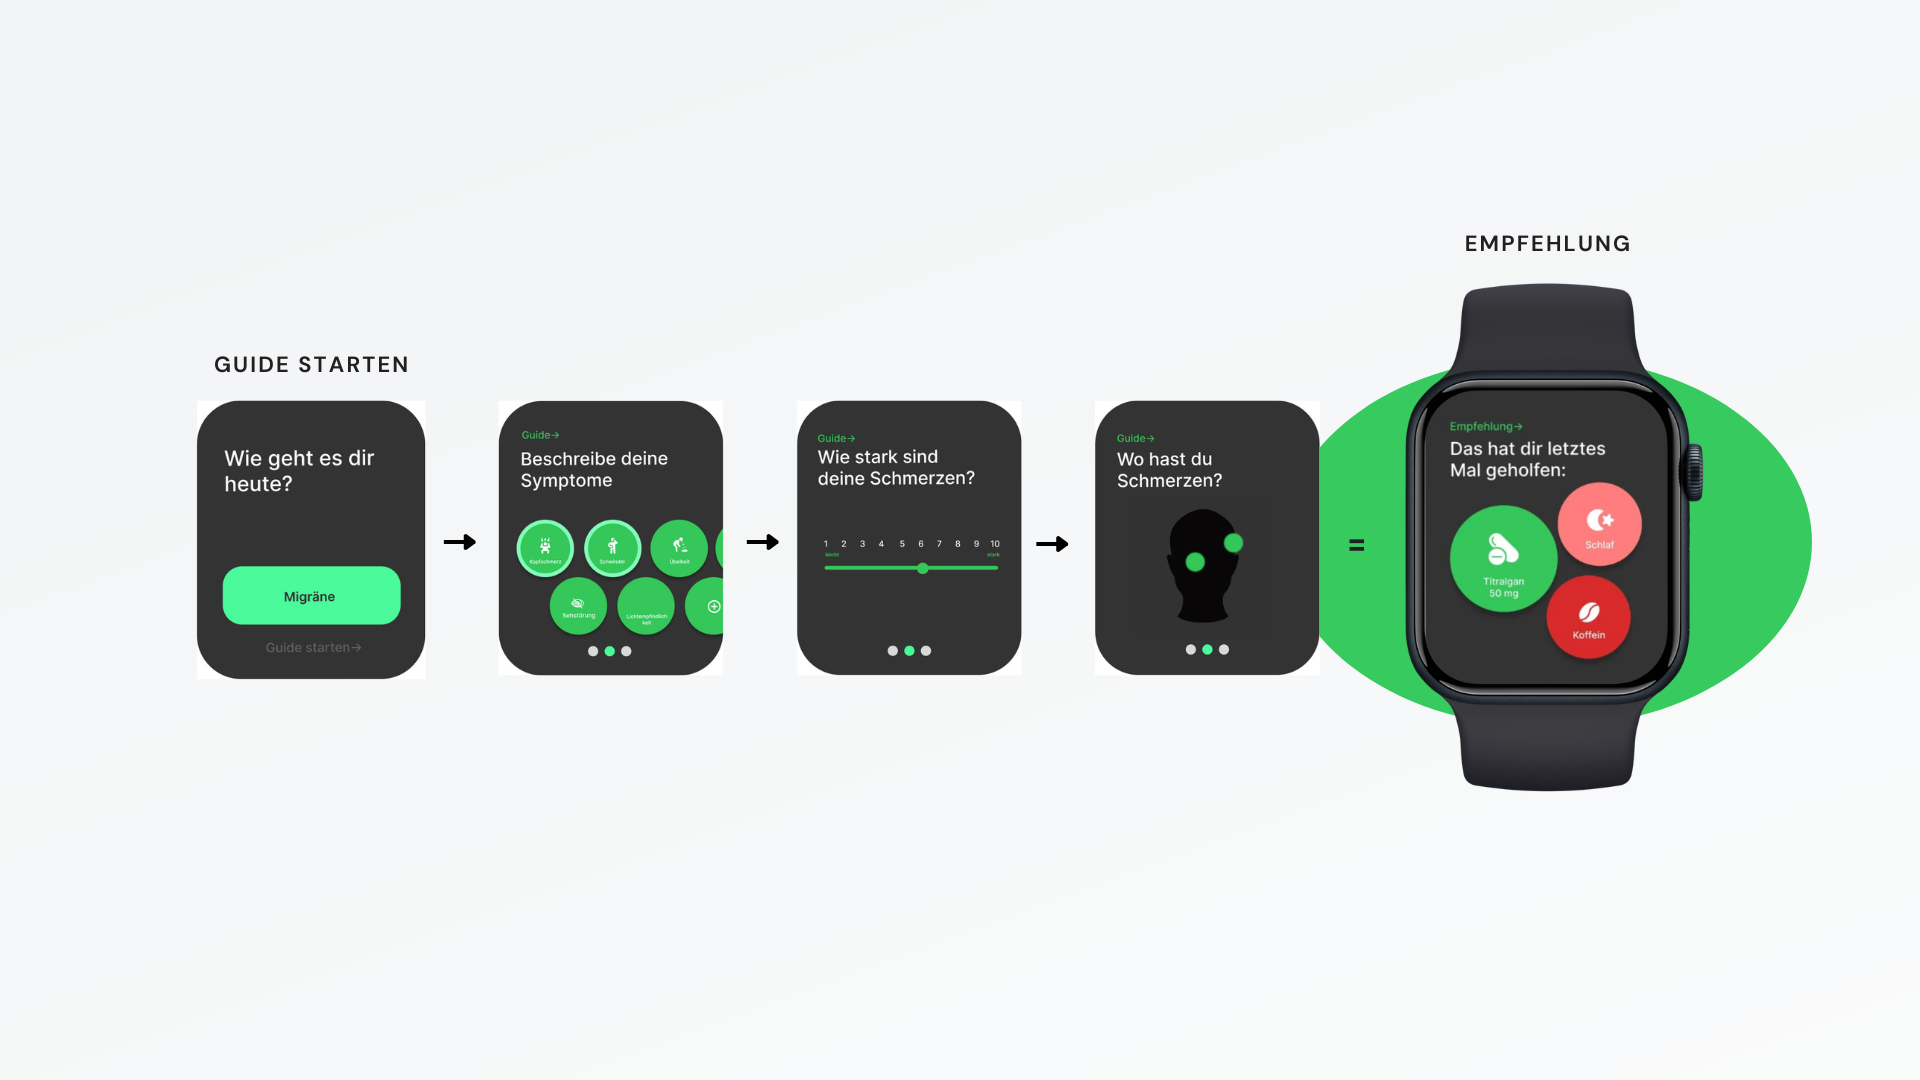 GUIDE STARTEN
Wie geht es dir
heute?
Migräne
Guide starten→
Guide→
Beschreibe deine
Symptome
Kopfschmerz
Schwindel
Übelkeit
Sehstörung
Lichtempfindlich
keit
Guide→
Wie stark sind
deine Schmerzen?
1 2 3 4 5 6 7 8 9 10
leicht stark
Guide→
Wo hast du
Schmerzen?
=
EMPFEHLUNG
Empfehlung→
Das hat dir letztes
Mal geholfen:
Schlaf
Titralgan
50 mg
Koffein